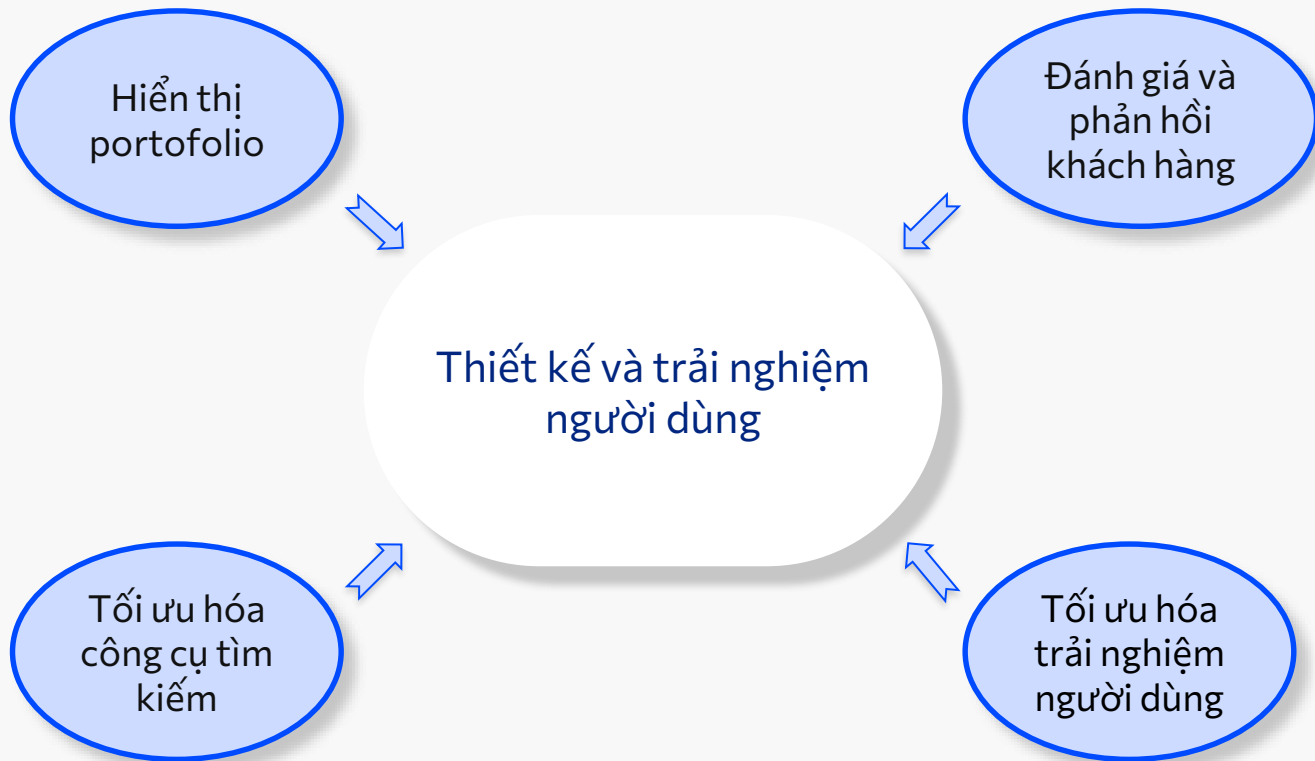 Hiển thị
portofolio
Đánh giá và
phản hồi
khách hàng
Thiết kế và trải nghiệm
người dùng
Tối ưu hóa
công cụ tìm
kiếm
Tối ưu hóa
trải nghiệm
người dùng